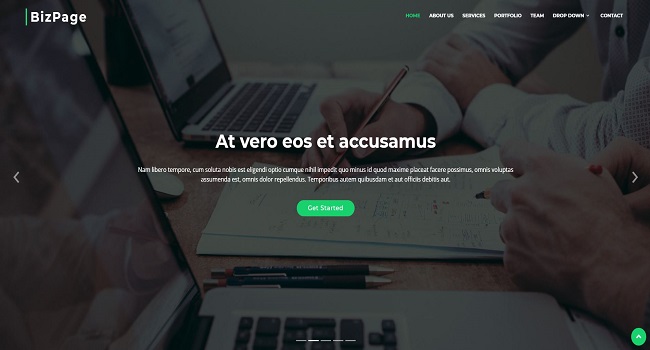 BizPage
HOME ABOUT US SERVICES PORTFOLIO TEAM DROP DOWN CONTACT
At vero eos et accusamus
Nam libero tempore, cum soluta nobis est eligendi optio cumque nihil impedit quo minus id quod maxime placeat facere possimus, omnis voluptas
assumenda est, omnis dolor repellendus. Temporibus autem quibusdam et aut officiis debitis aut.
Get Started